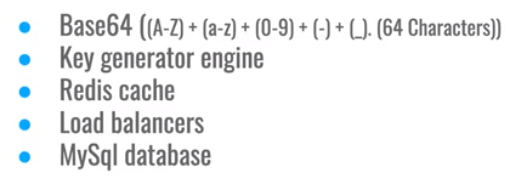 Base64 ((A-Z) + (a-z) + (0-9) + (-) + (_). (64 Characters))
Key generator engine
Redis cache
Load balancers
MySql database